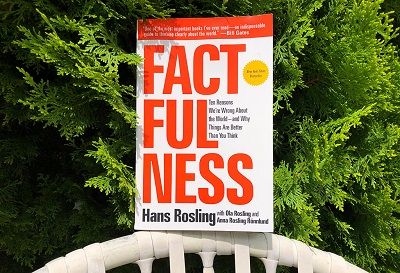 "One of the most important books I've ever read—an indispensable
guide to thinking clearly about the world." —Bill Gates
FACT
FUL
NESS
Ten Reasons
We're Wrong About
the World—and Why
Things Are Better
Than You Think
Hans Rosling
with Ola Rosling and
Anna Rosling Rönnlund